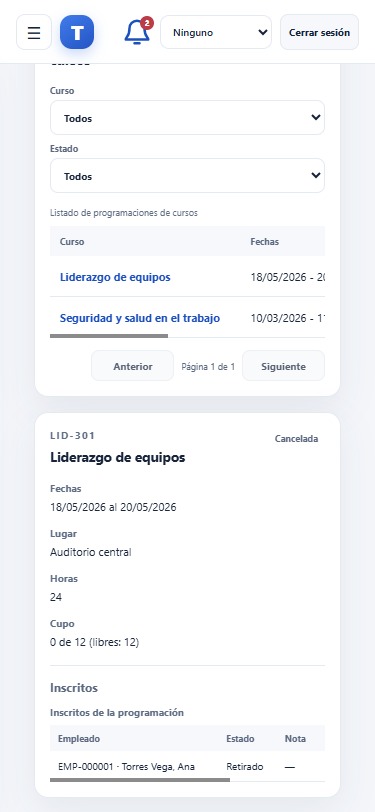 ☰ T 2 Ninguno Cerrar sesión
Curso
Todos
Estado
Todos
Listado de programaciones de cursos
Curso Fechas
Liderazgo de equipos 18/05/2026 - 20
Seguridad y salud en el trabajo 10/03/2026 - 1
Anterior Página 1 de 1 Siguiente
LID-301 Cancelada
Liderazgo de equipos
Fechas
18/05/2026 al 20/05/2026
Lugar
Auditorio central
Horas
24
Cupo
0 de 12 (libres: 12)
Inscritos
Inscritos de la programación
Empleado Estado Nota
EMP-000001 · Torres Vega, Ana Retirado —